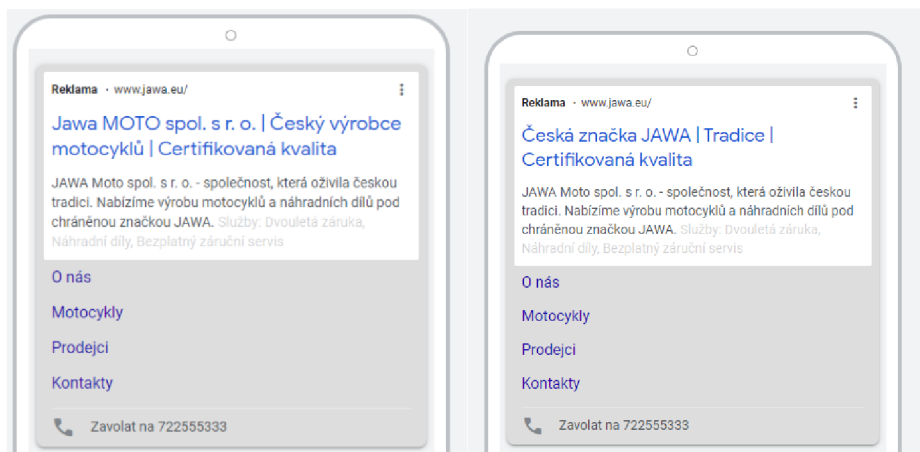 Reklama · www.jawa.eu/
Jawa MOTO spol. s r. o. | Český výrobce
motocyklů | Certifikovaná kvalita
JAWA Moto spol. s r. o. - společnost, která oživila českou
tradici. Nabízíme výrobu motocyklů a náhradních dílů pod
chráněnou značkou JAWA. Služby: Dvouletá záruka,
Náhradní díly, Bezplatný záruční servis
O nás
Motocykly
Prodejci
Kontakty
Zavolat na 722555333
Reklama · www.jawa.eu/
Česká značka JAWA | Tradice |
Certifikovaná kvalita
JAWA Moto spol. s r. o. - společnost, která oživila českou
tradici. Nabízíme výrobu motocyklů a náhradních dílů pod
chráněnou značkou JAWA. Služby: Dvouletá záruka,
Náhradní díly, Bezplatný záruční servis
O nás
Motocykly
Prodejci
Kontakty
Zavolat na 722555333